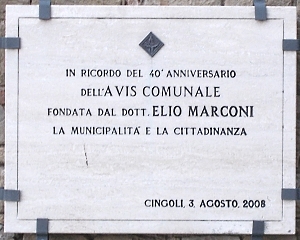 IN RICORDO DEL 40° ANNIVERSARIO
DELL'AVIS COMUNALE
FONDATA DAL DOTT. ELIO MARCONI
LA MUNICIPALITÀ E LA CITTADINANZA
CINGOLI, 3, AGOSTO, 2008